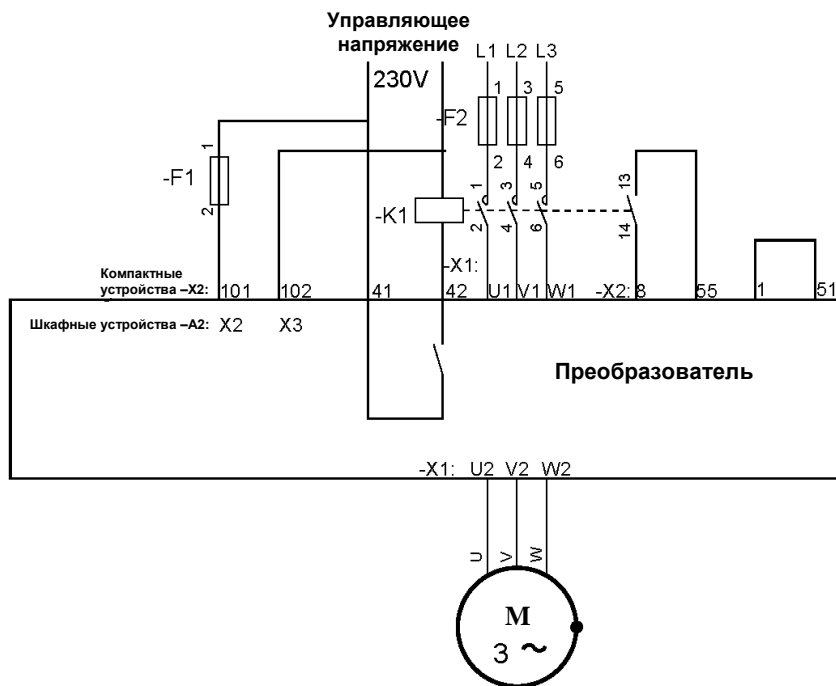 Управляющее
напряжение
230V
L1 L2 L3
1 3 5
-F2
2 4 6
1
-F1
2
1 3 5 13
-K1
2 4 6 14
-X1:
Компактные
устройства –X2: 101 102 41 42 U1 V1 W1 -X2: 8 55 1 51
Шкафные устройства –A2: X2 X3
Преобразователь
-X1: U2 V2 W2
U V W
M
3 ~